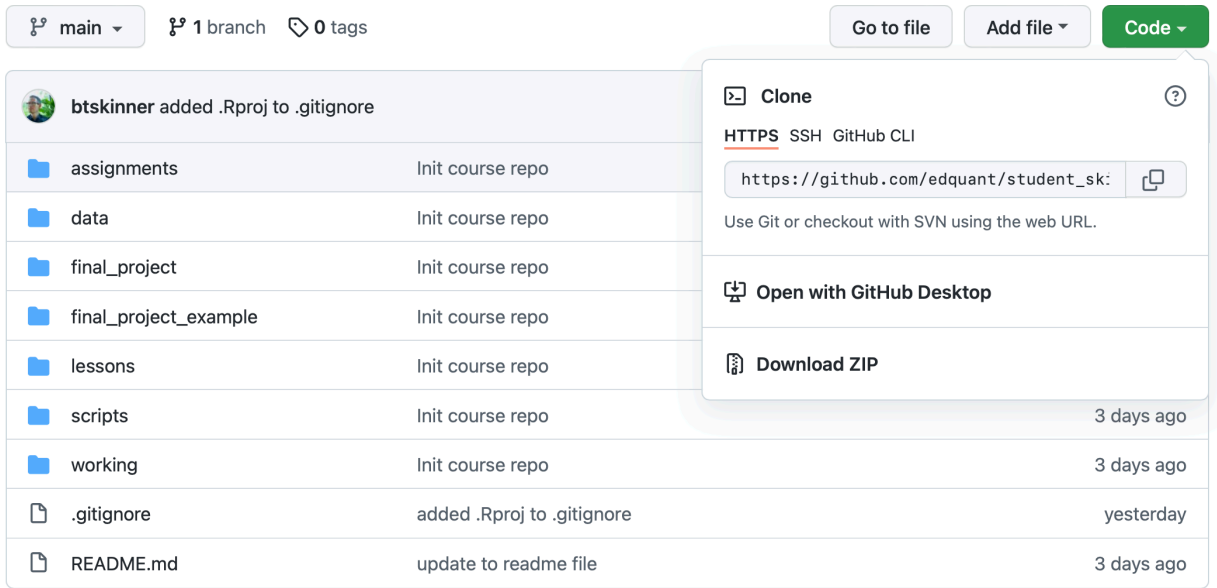 main 1 branch 0 tags Go to file Add file Code
btskinner added .Rproj to .gitignore
Clone
HTTPS SSH GitHub CLI
https://github.com/edquant/student_sk
Use Git or checkout with SVN using the web URL.
Open with GitHub Desktop
Download ZIP
assignments Init course repo
data Init course repo
final_project Init course repo
final_project_example Init course repo
lessons Init course repo
scripts Init course repo 3 days ago
working Init course repo 3 days ago
.gitignore added .Rproj to .gitignore yesterday
README.md update to readme file 3 days ago